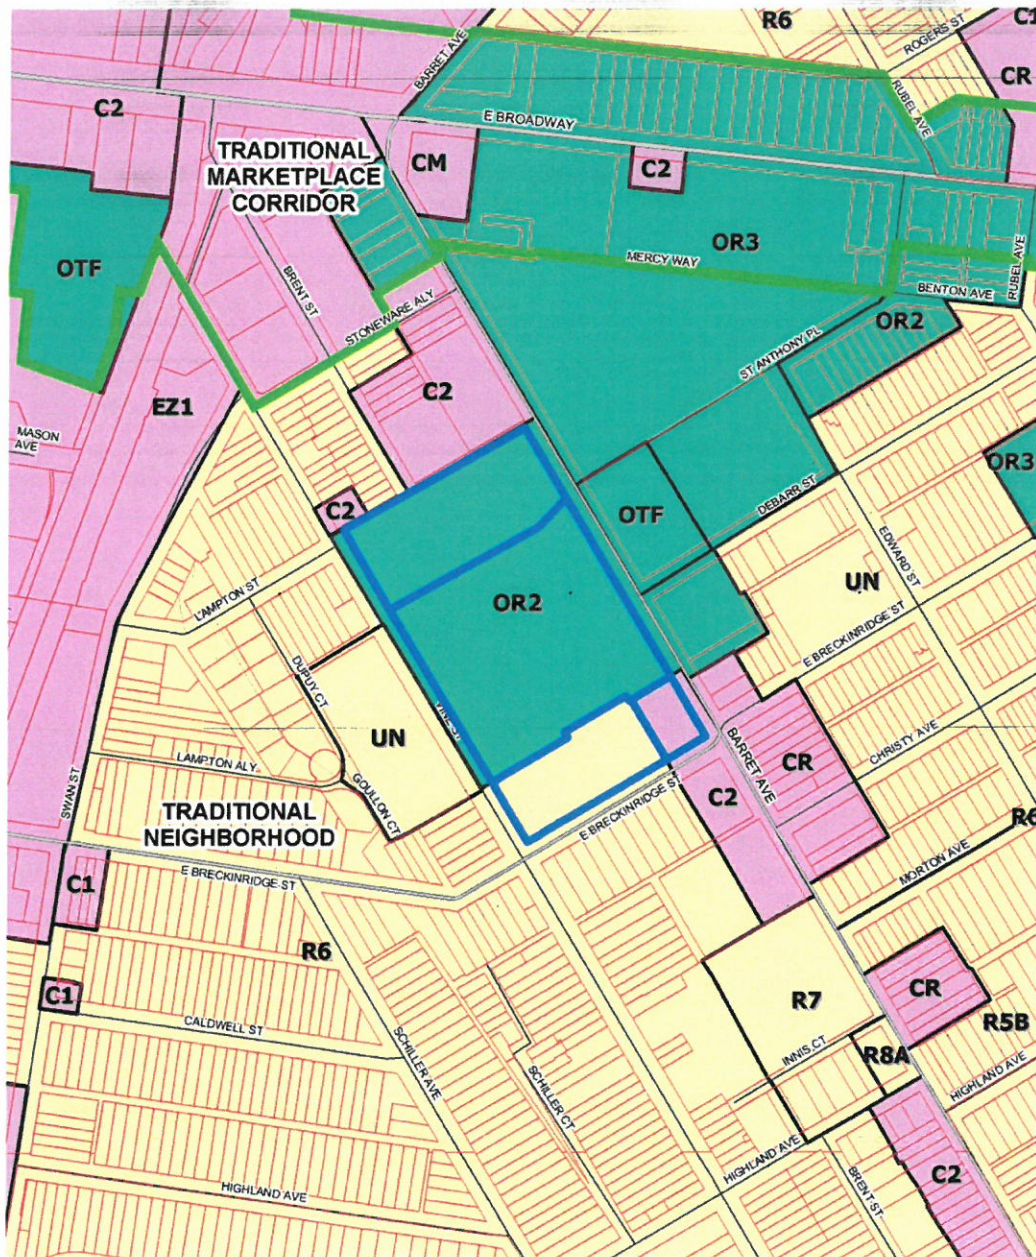 R6
ROGERS ST
C1
BARRET AVE
CR
C2
RUBEL AVE
E BROADWAY
TRADITIONAL
MARKETPLACE
CORRIDOR
CM
C2
OR3
RUBEL AVE
OTF
MERCY WAY
BRENT ST
BENTON AVE
STONEWARE ALY
OR2
ST ANTHONY PL
C2
EZ1
MASON
AVE
OR3
C2
OTF
DEBARR ST
EDWARD ST
UN
LAMPTON ST
OR2
E BRECKINRIDGE ST
DUPUY CT
VINE ST
UN
BARRET AVE
CHRISTY AVE
LAMPTON ALY
CR
SWAN ST
GOULLON CT
C2
TRADITIONAL
NEIGHBORHOOD
E BRECKINRIDGE ST
R6
MORTON AVE
C1
E BRECKINRIDGE ST
R6
C1
CR
R7
CALDWELL ST
R5B
INNIS CT
R8A
SCHILLER AVE
SCHILLER CT
HIGHLAND AVE
HIGHLAND AVE
C2
BRENT ST
HIGHLAND AVE